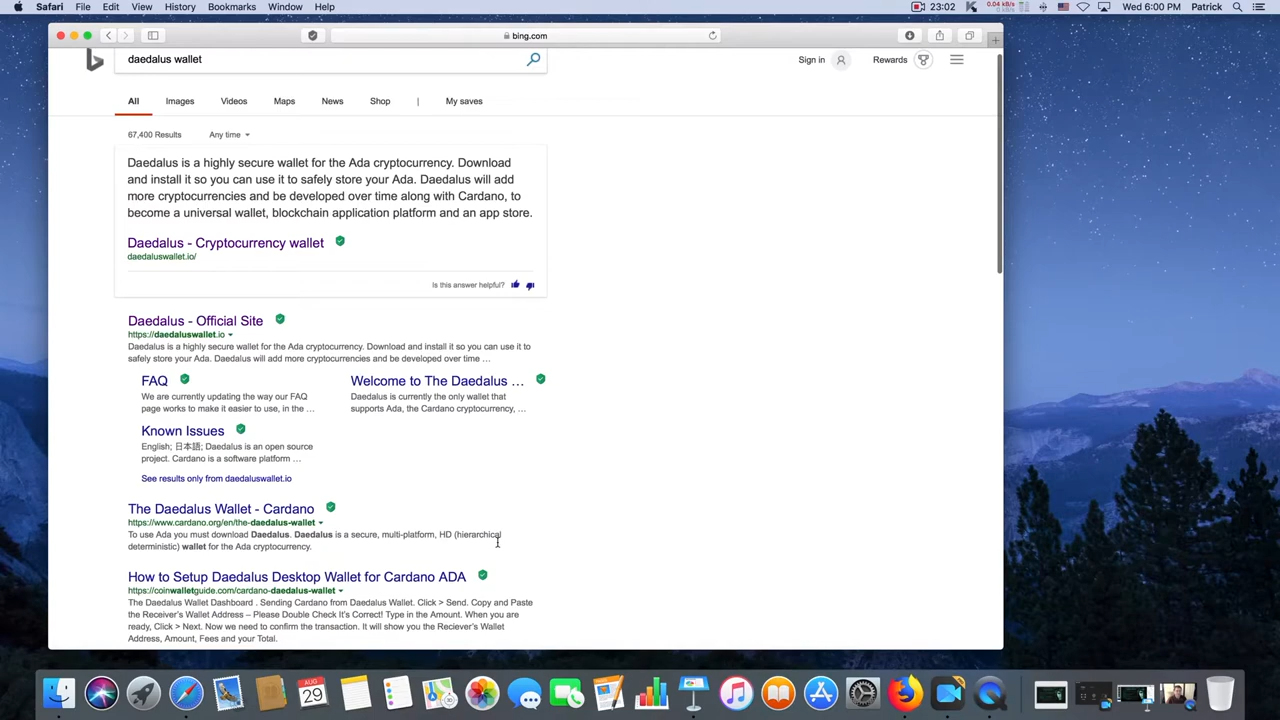 Safari File Edit View History Bookmarks Window Help
23:02
Wed 6:00 PM Patrick
bing.com
daedalus wallet
Sign in
Rewards
All Images Videos Maps News Shop | My saves
67,400 Results Any time
Daedalus is a highly secure wallet for the Ada cryptocurrency. Download
and install it so you can use it to safely store your Ada. Daedalus will add
more cryptocurrencies and be developed over time along with Cardano, to
become a universal wallet, blockchain application platform and an app store.
Daedalus - Cryptocurrency wallet
daedaluswallet.io/
Is this answer helpful?
Daedalus - Official Site
https://daedaluswallet.io
Daedalus is a highly secure wallet for the Ada cryptocurrency. Download and install it so you can use it to
safely store your Ada. Daedalus will add more cryptocurrencies and be developed over time ...
FAQ
We are currently updating the way our FAQ
page works to make it easier to use, in the ...
Welcome to The Daedalus ...
Daedalus is currently the only wallet that
supports Ada, the Cardano cryptocurrency, ...
Known Issues
English; 日本語; Daedalus is an open source
project. Cardano is a software platform ...
See results only from daedaluswallet.io
The Daedalus Wallet - Cardano
https://www.cardano.org/en/the-daedalus-wallet
To use Ada you must download Daedalus. Daedalus is a secure, multi-platform, HD (hierarchical
deterministic) wallet for the Ada cryptocurrency.
How to Setup Daedalus Desktop Wallet for Cardano ADA
https://coinwalletguide.com/cardano-daedalus-wallet
The Daedalus Wallet Dashboard . Sending Cardano from Daedalus Wallet. Click > Send. Copy and Paste
the Receiver's Wallet Address – Please Double Check It's Correct! Type in the Amount. When you are
ready, Click > Next. Now we need to confirm the transaction. It will show you the Reciever's Wallet
Address, Amount, Fees and your Total.
AUG
29